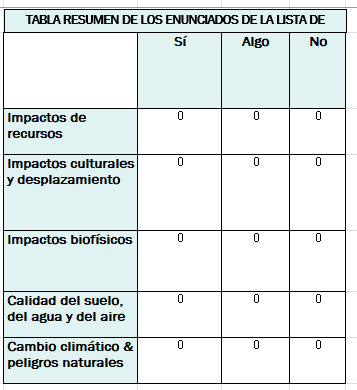 TABLA RESUMEN DE LOS ENUNCIADOS DE LA LISTA DE
Sí Algo No
Impactos de recursos 0 0 0
Impactos culturales y desplazamiento 0 0 0
Impactos biofísicos 0 0 0
Calidad del suelo, del agua y del aire 0 0 0
Cambio climático & peligros naturales 0 0 0